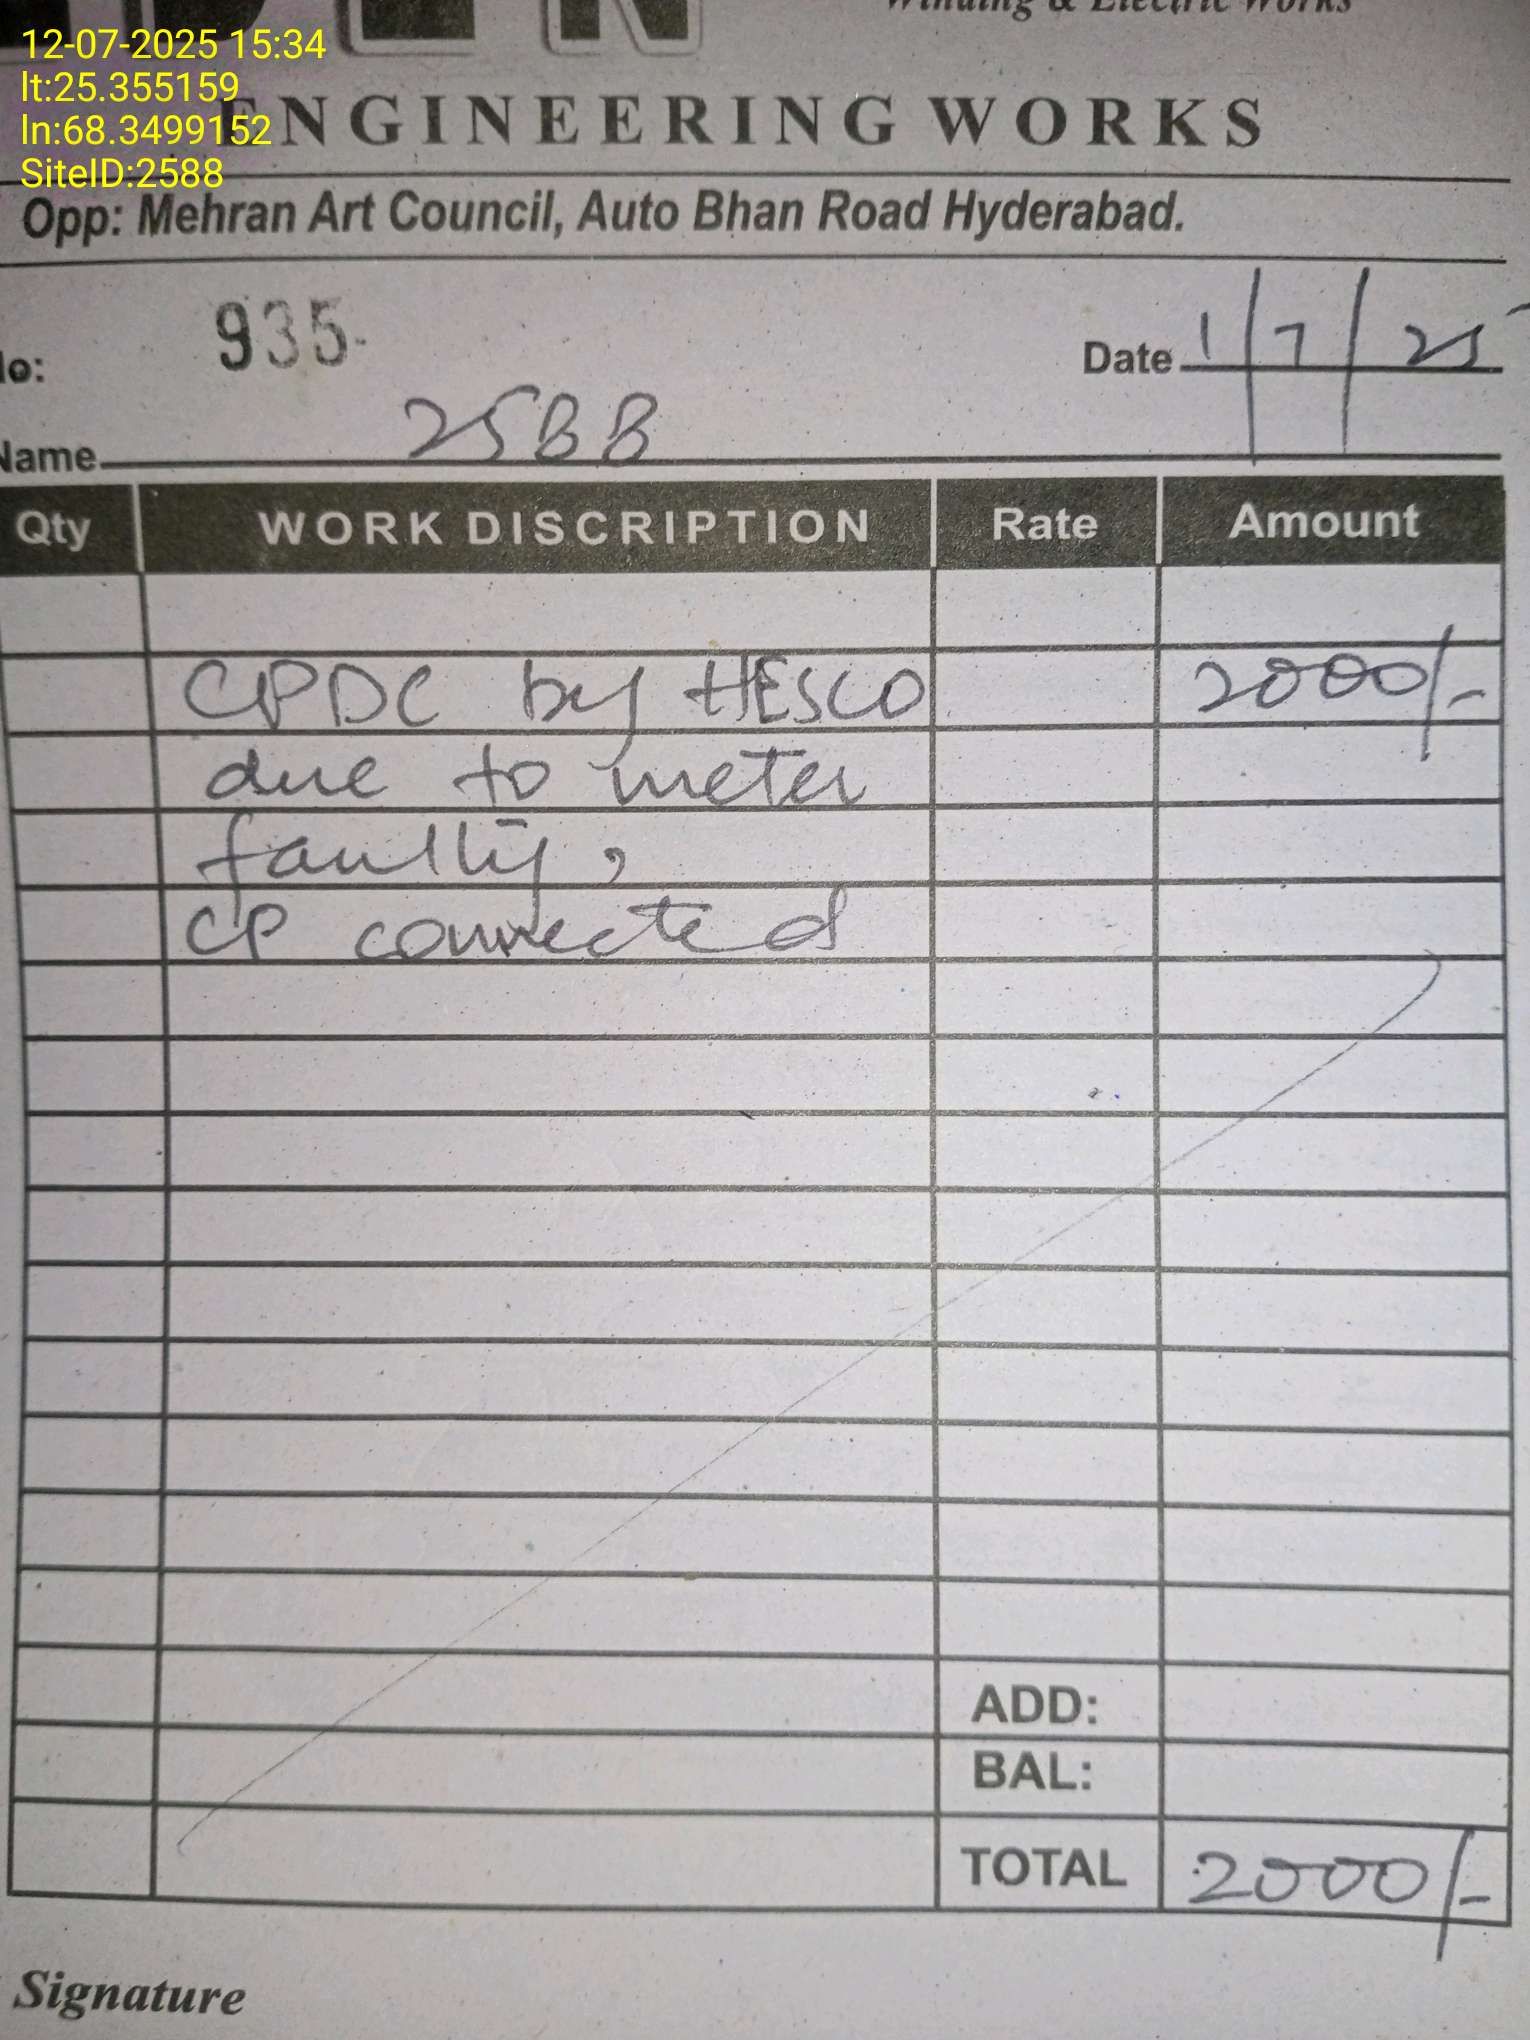 Winding & Electric Works
12-07-2025 15:34
lt:25.355159
ln:68.3499152
SiteID:2588
ENGINEERING WORKS
Opp: Mehran Art Council, Auto Bhan Road Hyderabad.
No: 935
Date 1/7/25
Name 2588
Qty WORK DISCRIPTION Rate Amount
CPDC by HESCO 2000/-
due to meter
faulty,
CP connected
ADD:
BAL:
TOTAL 2000/-
Signature